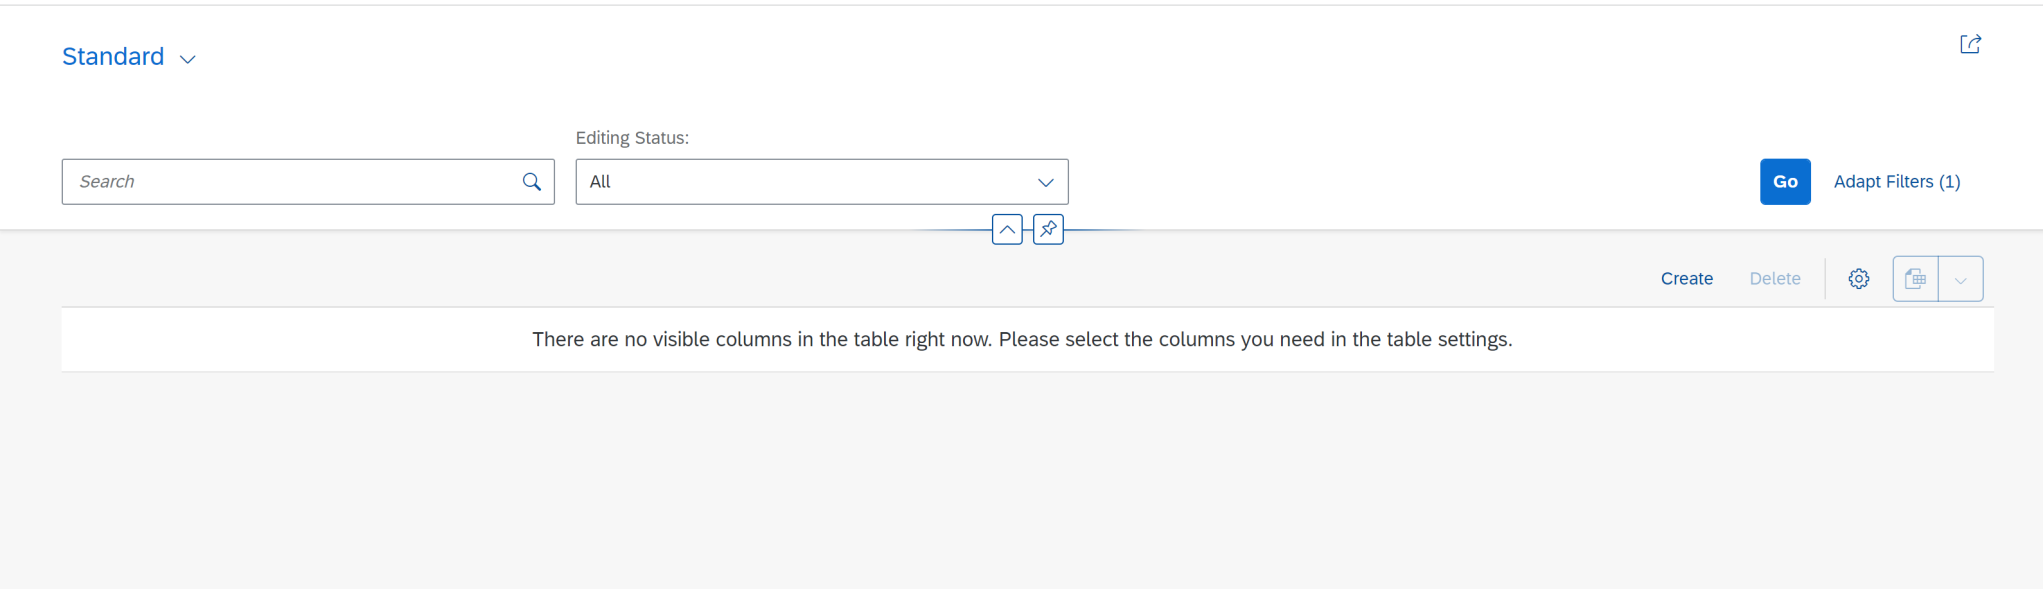 Standard
Editing Status:
Search
All
Go
Adapt Filters (1)
Create
Delete
There are no visible columns in the table right now. Please select the columns you need in the table settings.